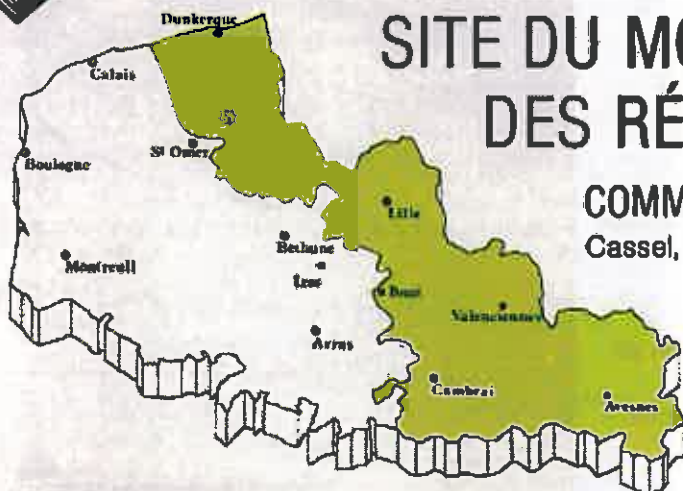 SITE DU MO
DES RÉ
COMM
Cassel,
Dunkerque
Calais
St Omer
Boulogne
Lille
Bethune
Montreuil
Lens
Douai
Valenciennes
Arras
Cambrai
Avesnes